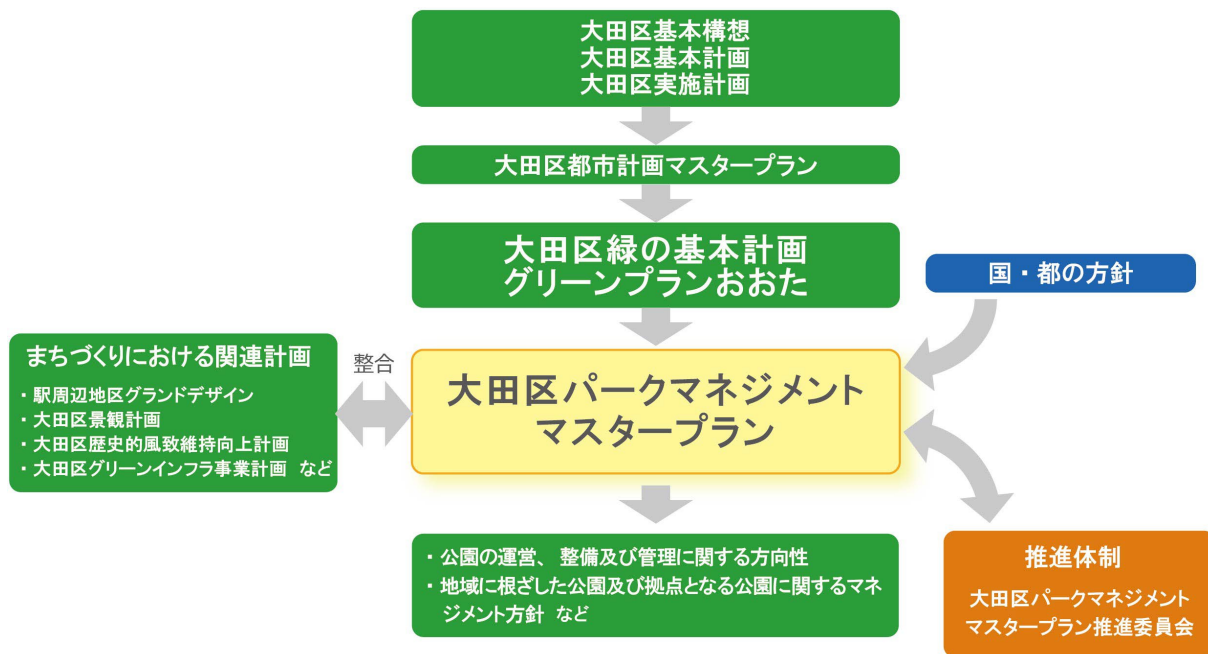 大田区基本構想
大田区基本計画
大田区実施計画
大田区都市計画マスタープラン
大田区緑の基本計画
グリーンプランおおた
国・都の方針
まちづくりにおける関連計画
・駅周辺地区グランドデザイン
・大田区景観計画
・大田区歴史的風致維持向上計画
・大田区グリーンインフラ事業計画 など
整合
大田区パークマネジメント
マスタープラン
・公園の運営、整備及び管理に関する方向性
・地域に根ざした公園及び拠点となる公園に関するマネ
ジメント方針 など
推進体制
大田区パークマネジメント
マスタープラン推進委員会